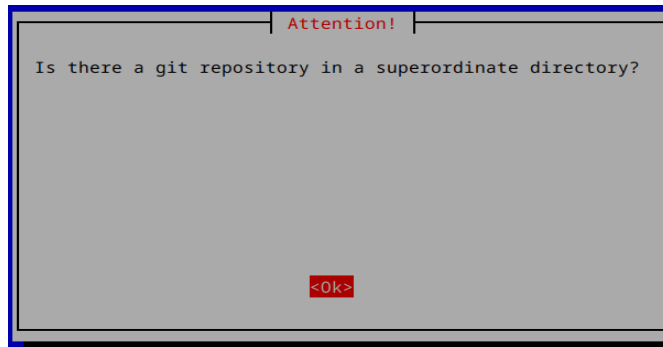 Attention!
Is there a git repository in a superordinate directory?
<Ok>